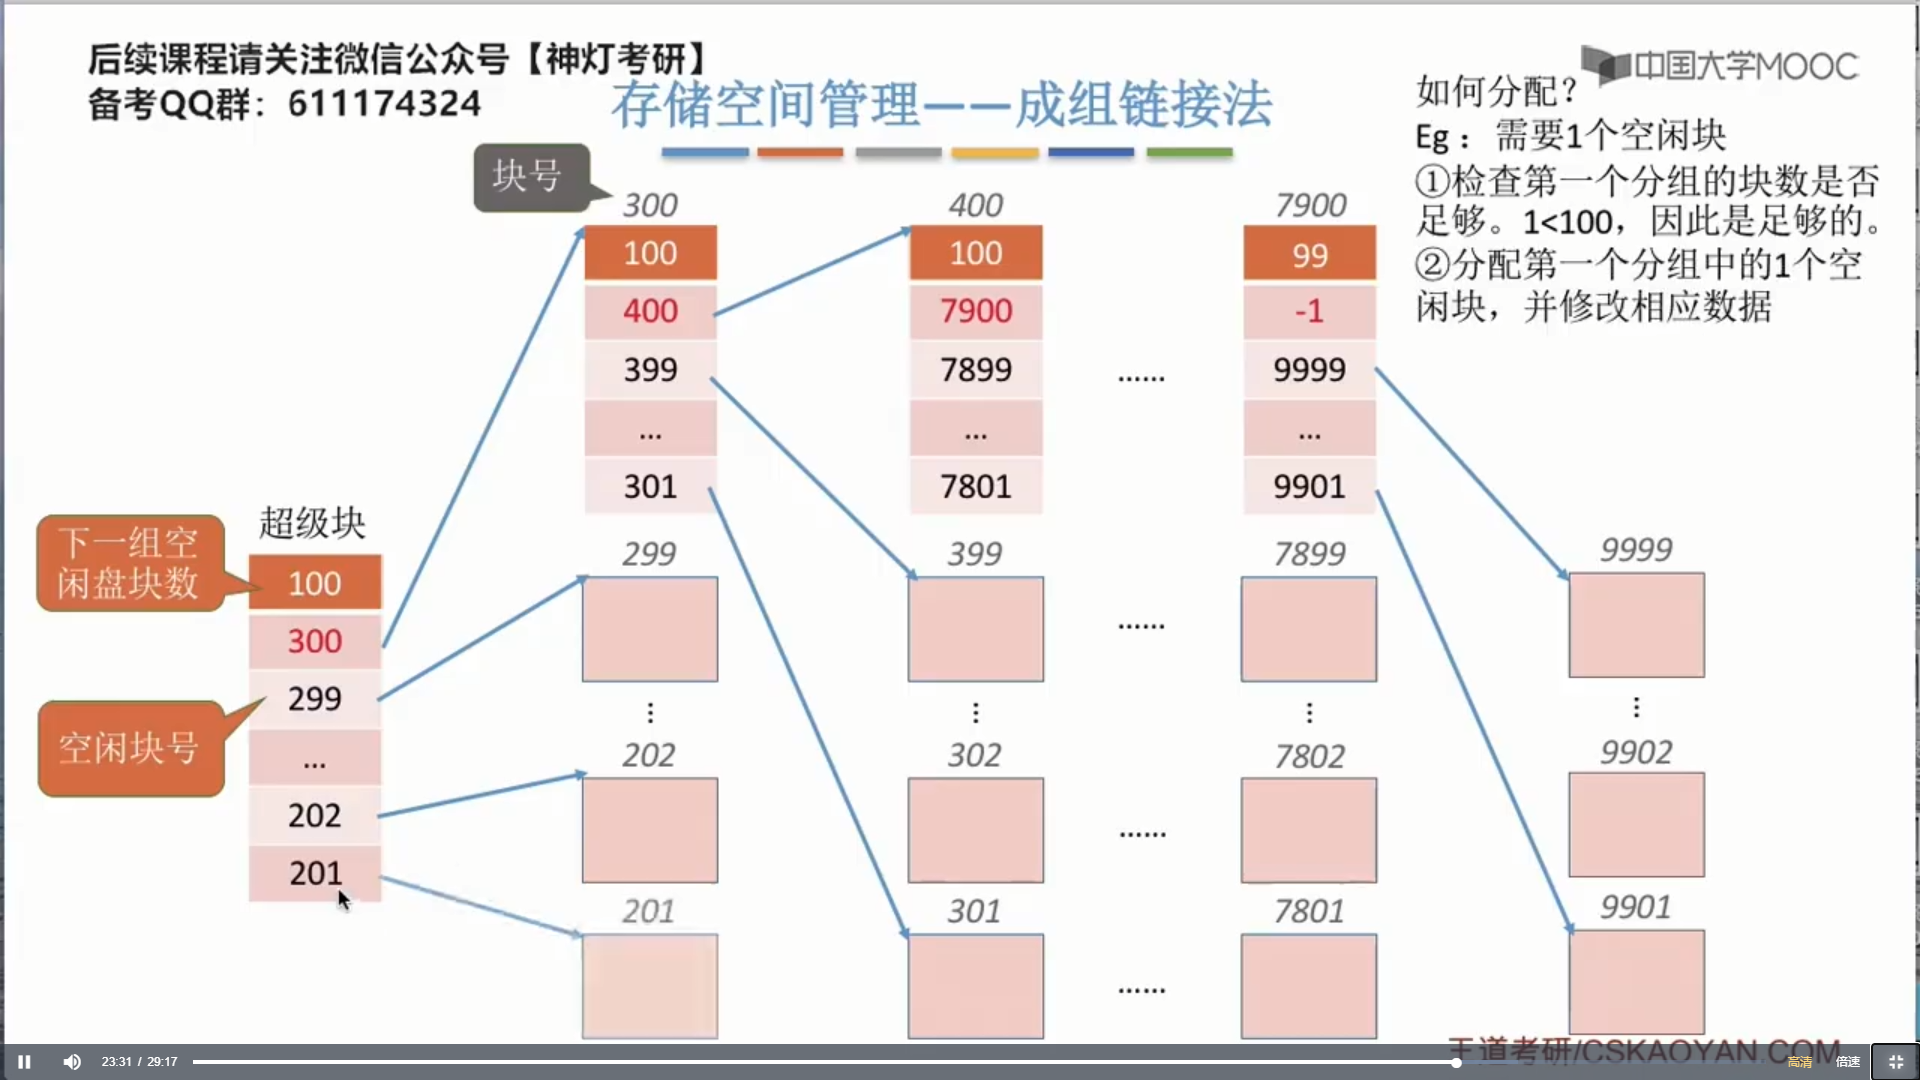 后续课程请关注微信公众号【神灯考研】
备考QQ群：611174324
中国大学MOOC
存储空间管理——成组链接法
如何分配？
Eg： 需要1个空闲块
①检查第一个分组的块数是否
足够。1<100，因此是足够的。
②分配第一个分组中的1个空
闲块，并修改相应数据
块号
300
100
400
399
...
301
400
100
7900
7899
...
7801
......
7900
99
-1
9999
...
9901
超级块
下一组空
闲盘块数
100
300
空闲块号
299
...
202
201
299
399
......
7899
9999
202
302
......
7802
9902
201
301
......
7801
9901
王道考研/CSKAOYAN.COM
23:31 / 29:17
高清
倍速